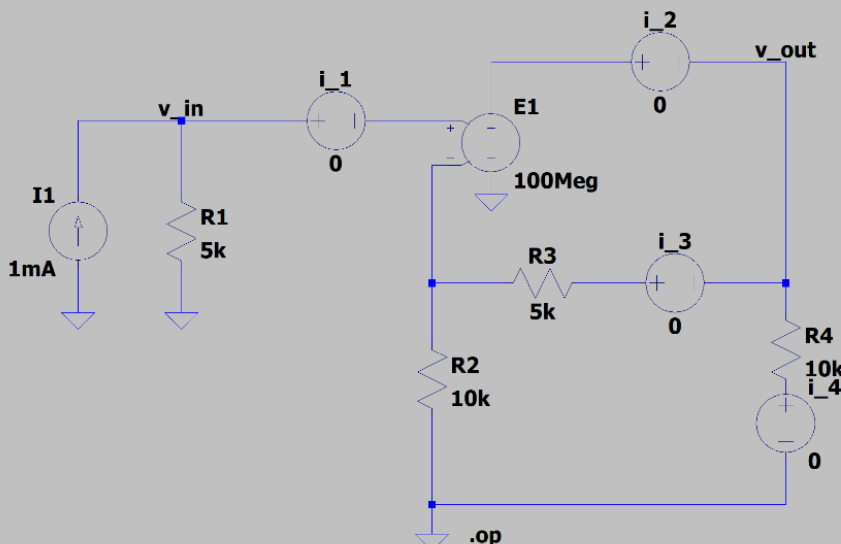 i_2
v_out
0
i_1
v_in
E1
0
100Meg
I1
1mA
R1
5k
R3
5k
i_3
0
R4
10k
i_4
0
R2
10k
.op